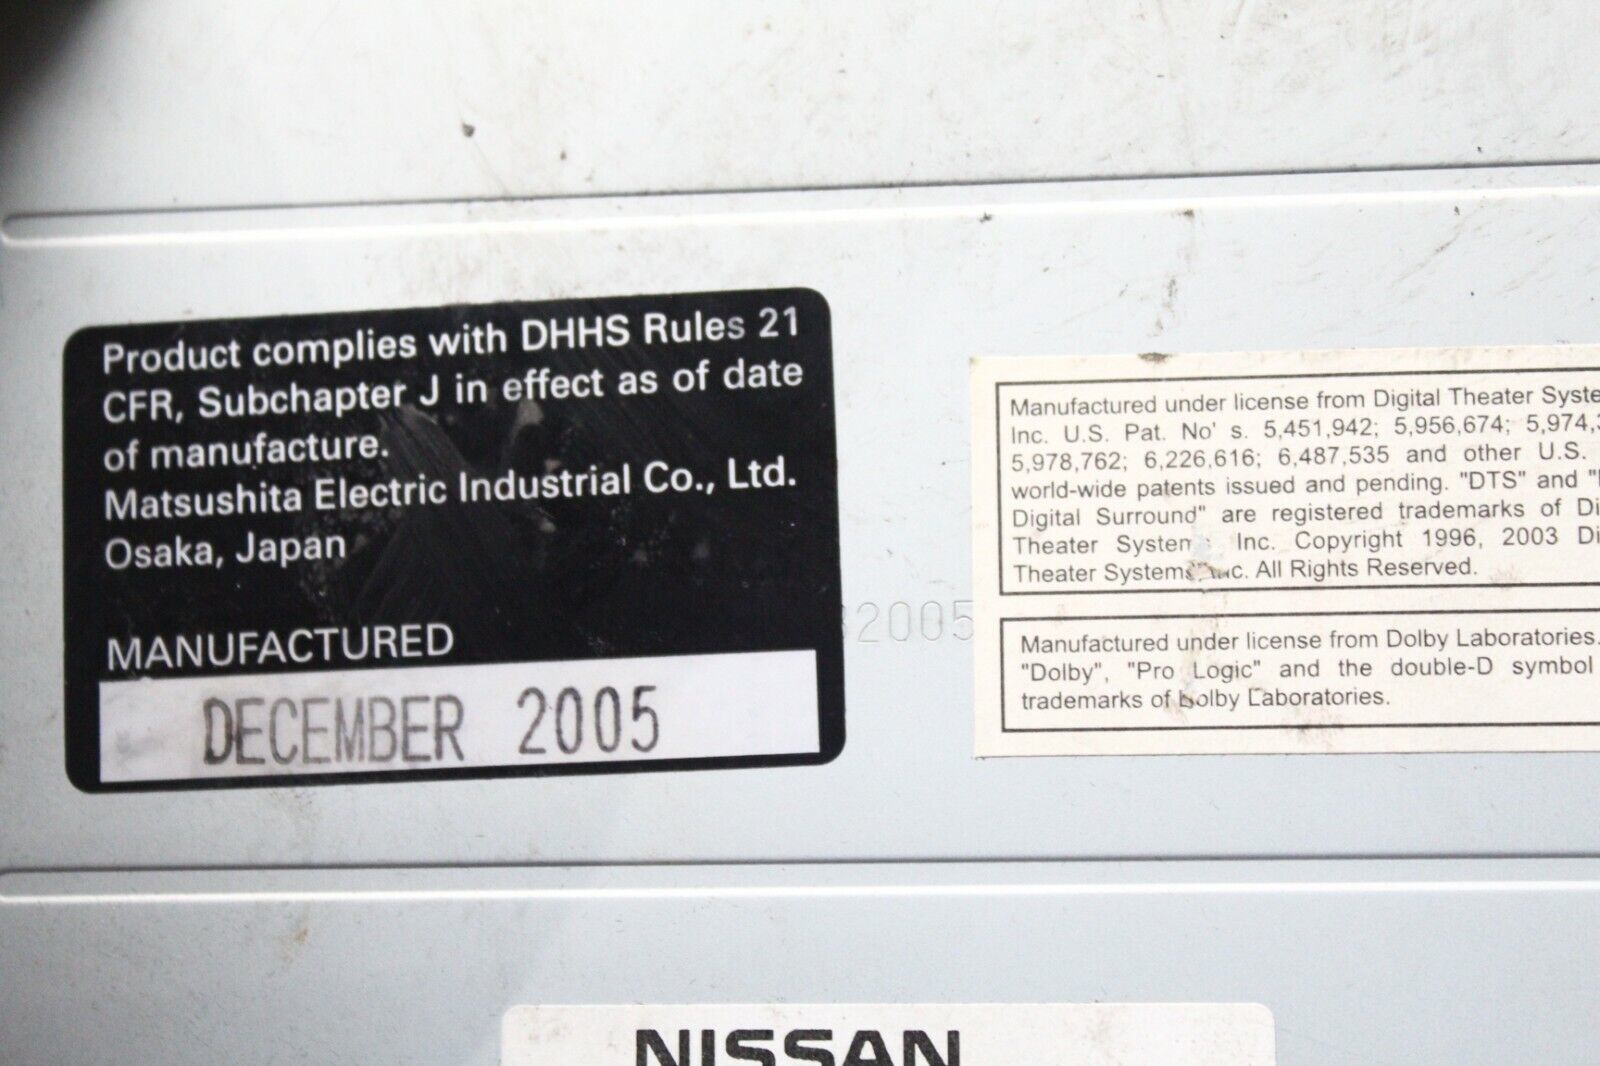 Product complies with DHHS Rules 21
CFR, Subchapter J in effect as of date
of manufacture.
Matsushita Electric Industrial Co., Ltd.
Osaka, Japan
MANUFACTURED
DECEMBER 2005
2005
Manufactured under license from Digital Theater Syste
Inc. U.S. Pat. No' s. 5,451,942; 5,956,674; 5,974,
5,978,762; 6,226,616; 6,487,535 and other U.S.
world-wide patents issued and pending. "DTS" and "
Digital Surround" are registered trademarks of Di
Theater System Inc. Copyright 1996, 2003 Di
Theater Systems, Inc. All Rights Reserved.
Manufactured under license from Dolby Laboratories.
"Dolby", "Pro Logic" and the double-D symbol
trademarks of Dolby Laboratories.
NISSAN